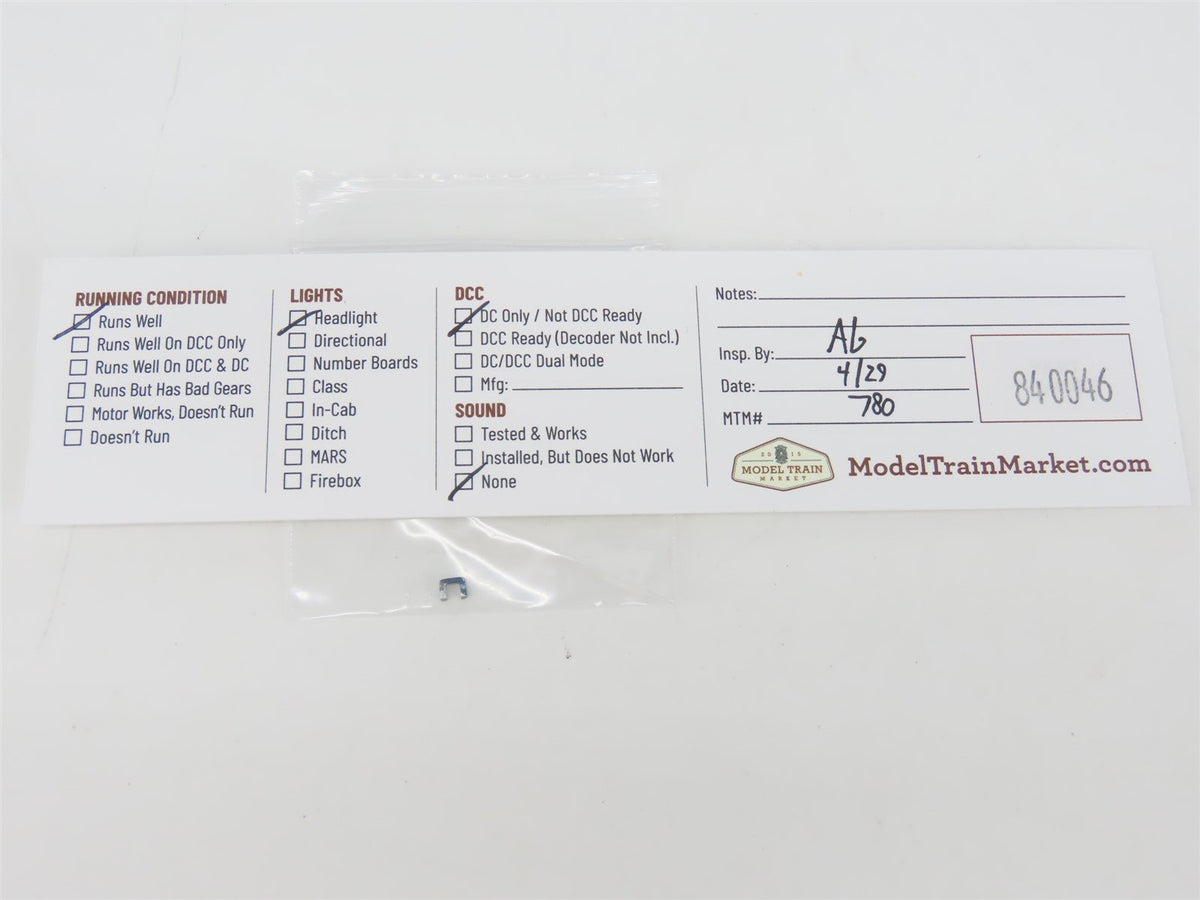 RUNNING CONDITION
Runs Well
Runs Well On DCC Only
Runs Well On DCC & DC
Runs But Has Bad Gears
Motor Works, Doesn't Run
Doesn't Run
LIGHTS
Headlight
Directional
Number Boards
Class
In-Cab
Ditch
MARS
Firebox
DCC
DC Only / Not DCC Ready
DCC Ready (Decoder Not Incl.)
DC/DCC Dual Mode
Mfg:
SOUND
Tested & Works
Installed, But Does Not Work
None
Notes:
Insp. By: AG
Date: 4/29
MTM# 780
840046
2015
MODEL TRAIN
MARKET
ModelTrainMarket.com